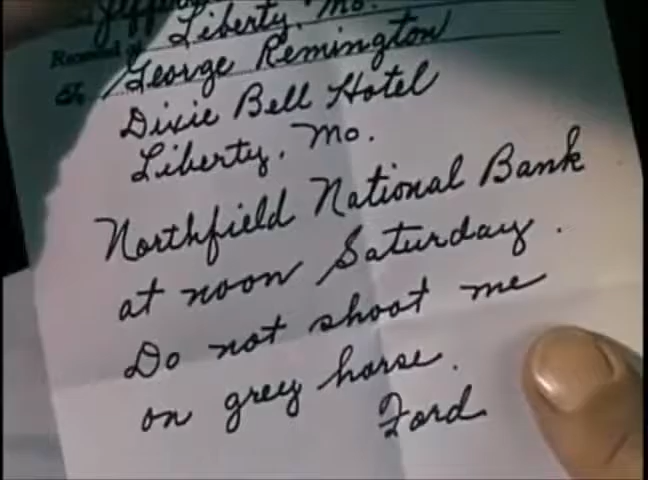 Liberty, Mo.
George Remington
Dixie Bell Hotel
Liberty, Mo.
Northfield National Bank
at noon Saturday.
Do not shoot me
on grey horse.
Ford